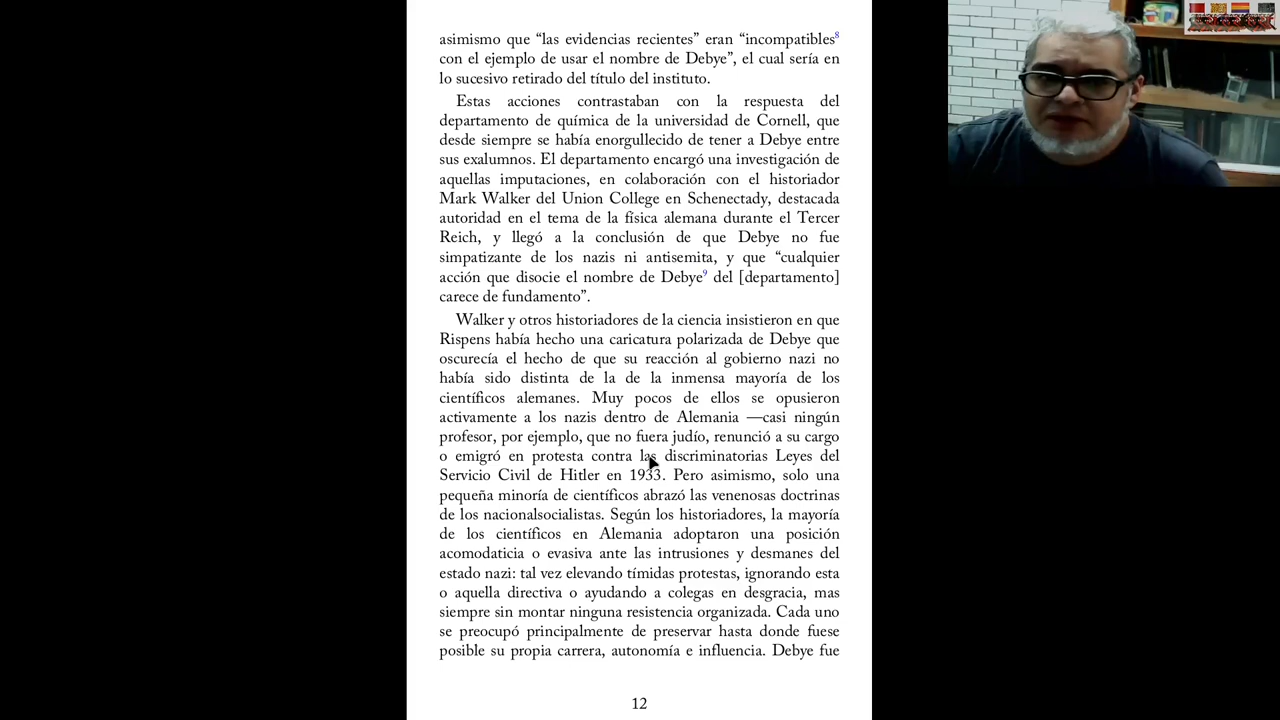 asimismo que “las evidencias recientes” eran “incompatibles8
con el ejemplo de usar el nombre de Debye”, el cual sería en
lo sucesivo retirado del título del instituto.
Estas acciones contrastaban con la respuesta del
departamento de química de la universidad de Cornell, que
desde siempre se había enorgullecido de tener a Debye entre
sus exalumnos. El departamento encargó una investigación de
aquellas imputaciones, en colaboración con el historiador
Mark Walker del Union College en Schenectady, destacada
autoridad en el tema de la física alemana durante el Tercer
Reich, y llegó a la conclusión de que Debye no fue
simpatizante de los nazis ni antisemita, y que “cualquier
acción que disocie el nombre de Debye9 del [departamento]
carece de fundamento”.
Walker y otros historiadores de la ciencia insistieron en que
Rispens había hecho una caricatura polarizada de Debye que
oscurecía el hecho de que su reacción al gobierno nazi no
había sido distinta de la de la inmensa mayoría de los
científicos alemanes. Muy pocos de ellos se opusieron
activamente a los nazis dentro de Alemania —casi ningún
profesor, por ejemplo, que no fuera judío, renunció a su cargo
o emigró en protesta contra las discriminatorias Leyes del
Servicio Civil de Hitler en 1933. Pero asimismo, solo una
pequeña minoría de científicos abrazó las venenosas doctrinas
de los nacionalsocialistas. Según los historiadores, la mayoría
de los científicos en Alemania adoptaron una posición
acomodaticia o evasiva ante las intrusiones y desmanes del
estado nazi: tal vez elevando tímidas protestas, ignorando esta
o aquella directiva o ayudando a colegas en desgracia, mas
siempre sin montar ninguna resistencia organizada. Cada uno
se preocupó principalmente de preservar hasta donde fuese
posible su propia carrera, autonomía e influencia. Debye fue
12